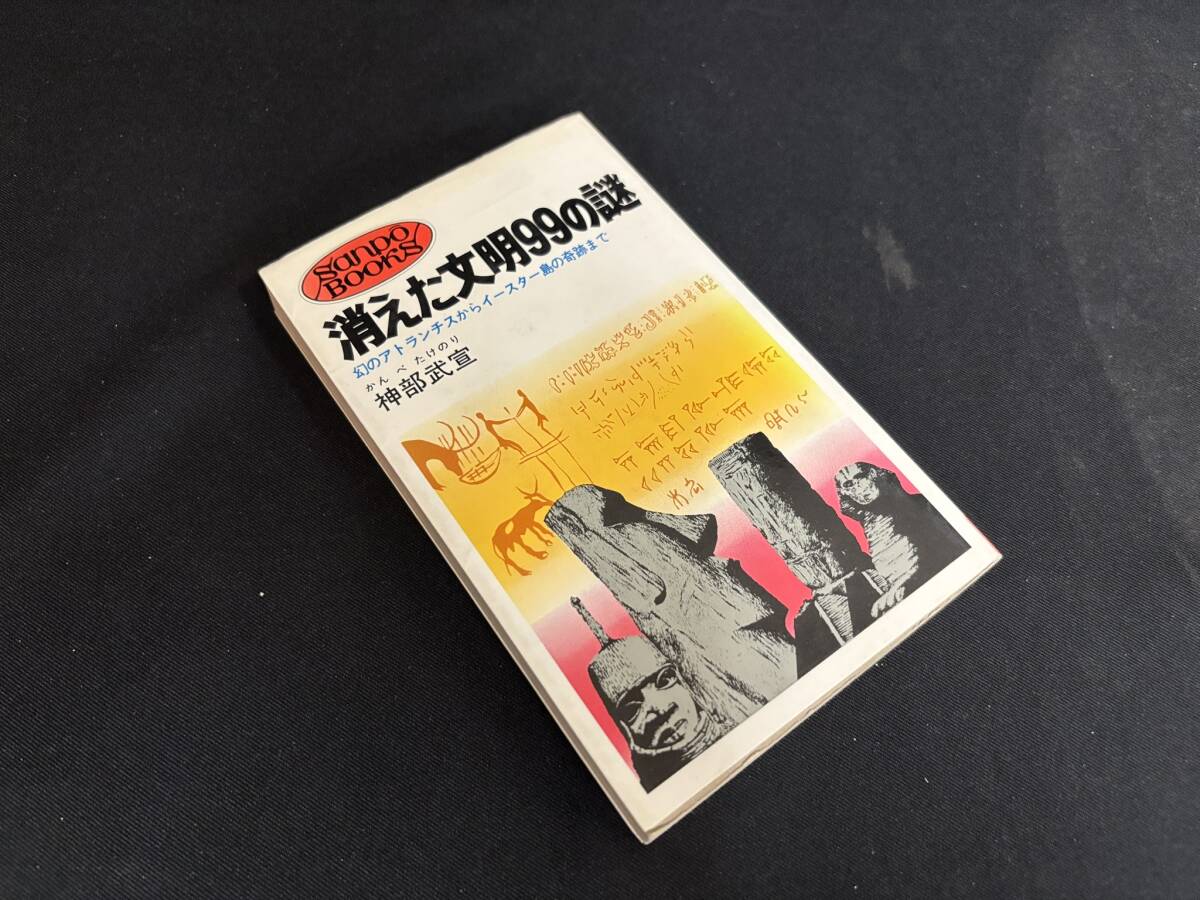 Sanpo
Books
消えた文明99の謎
幻のアトランチスからイースター島の奇跡まで
かん べ たけのり
神部武宣